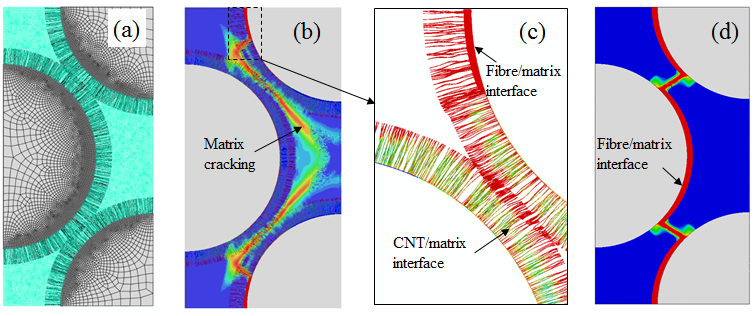 (a)
(b)
Matrix
cracking
(c)
Fibre/matrix
interface
CNT/matrix
interface
(d)
Fibre/matrix
interface